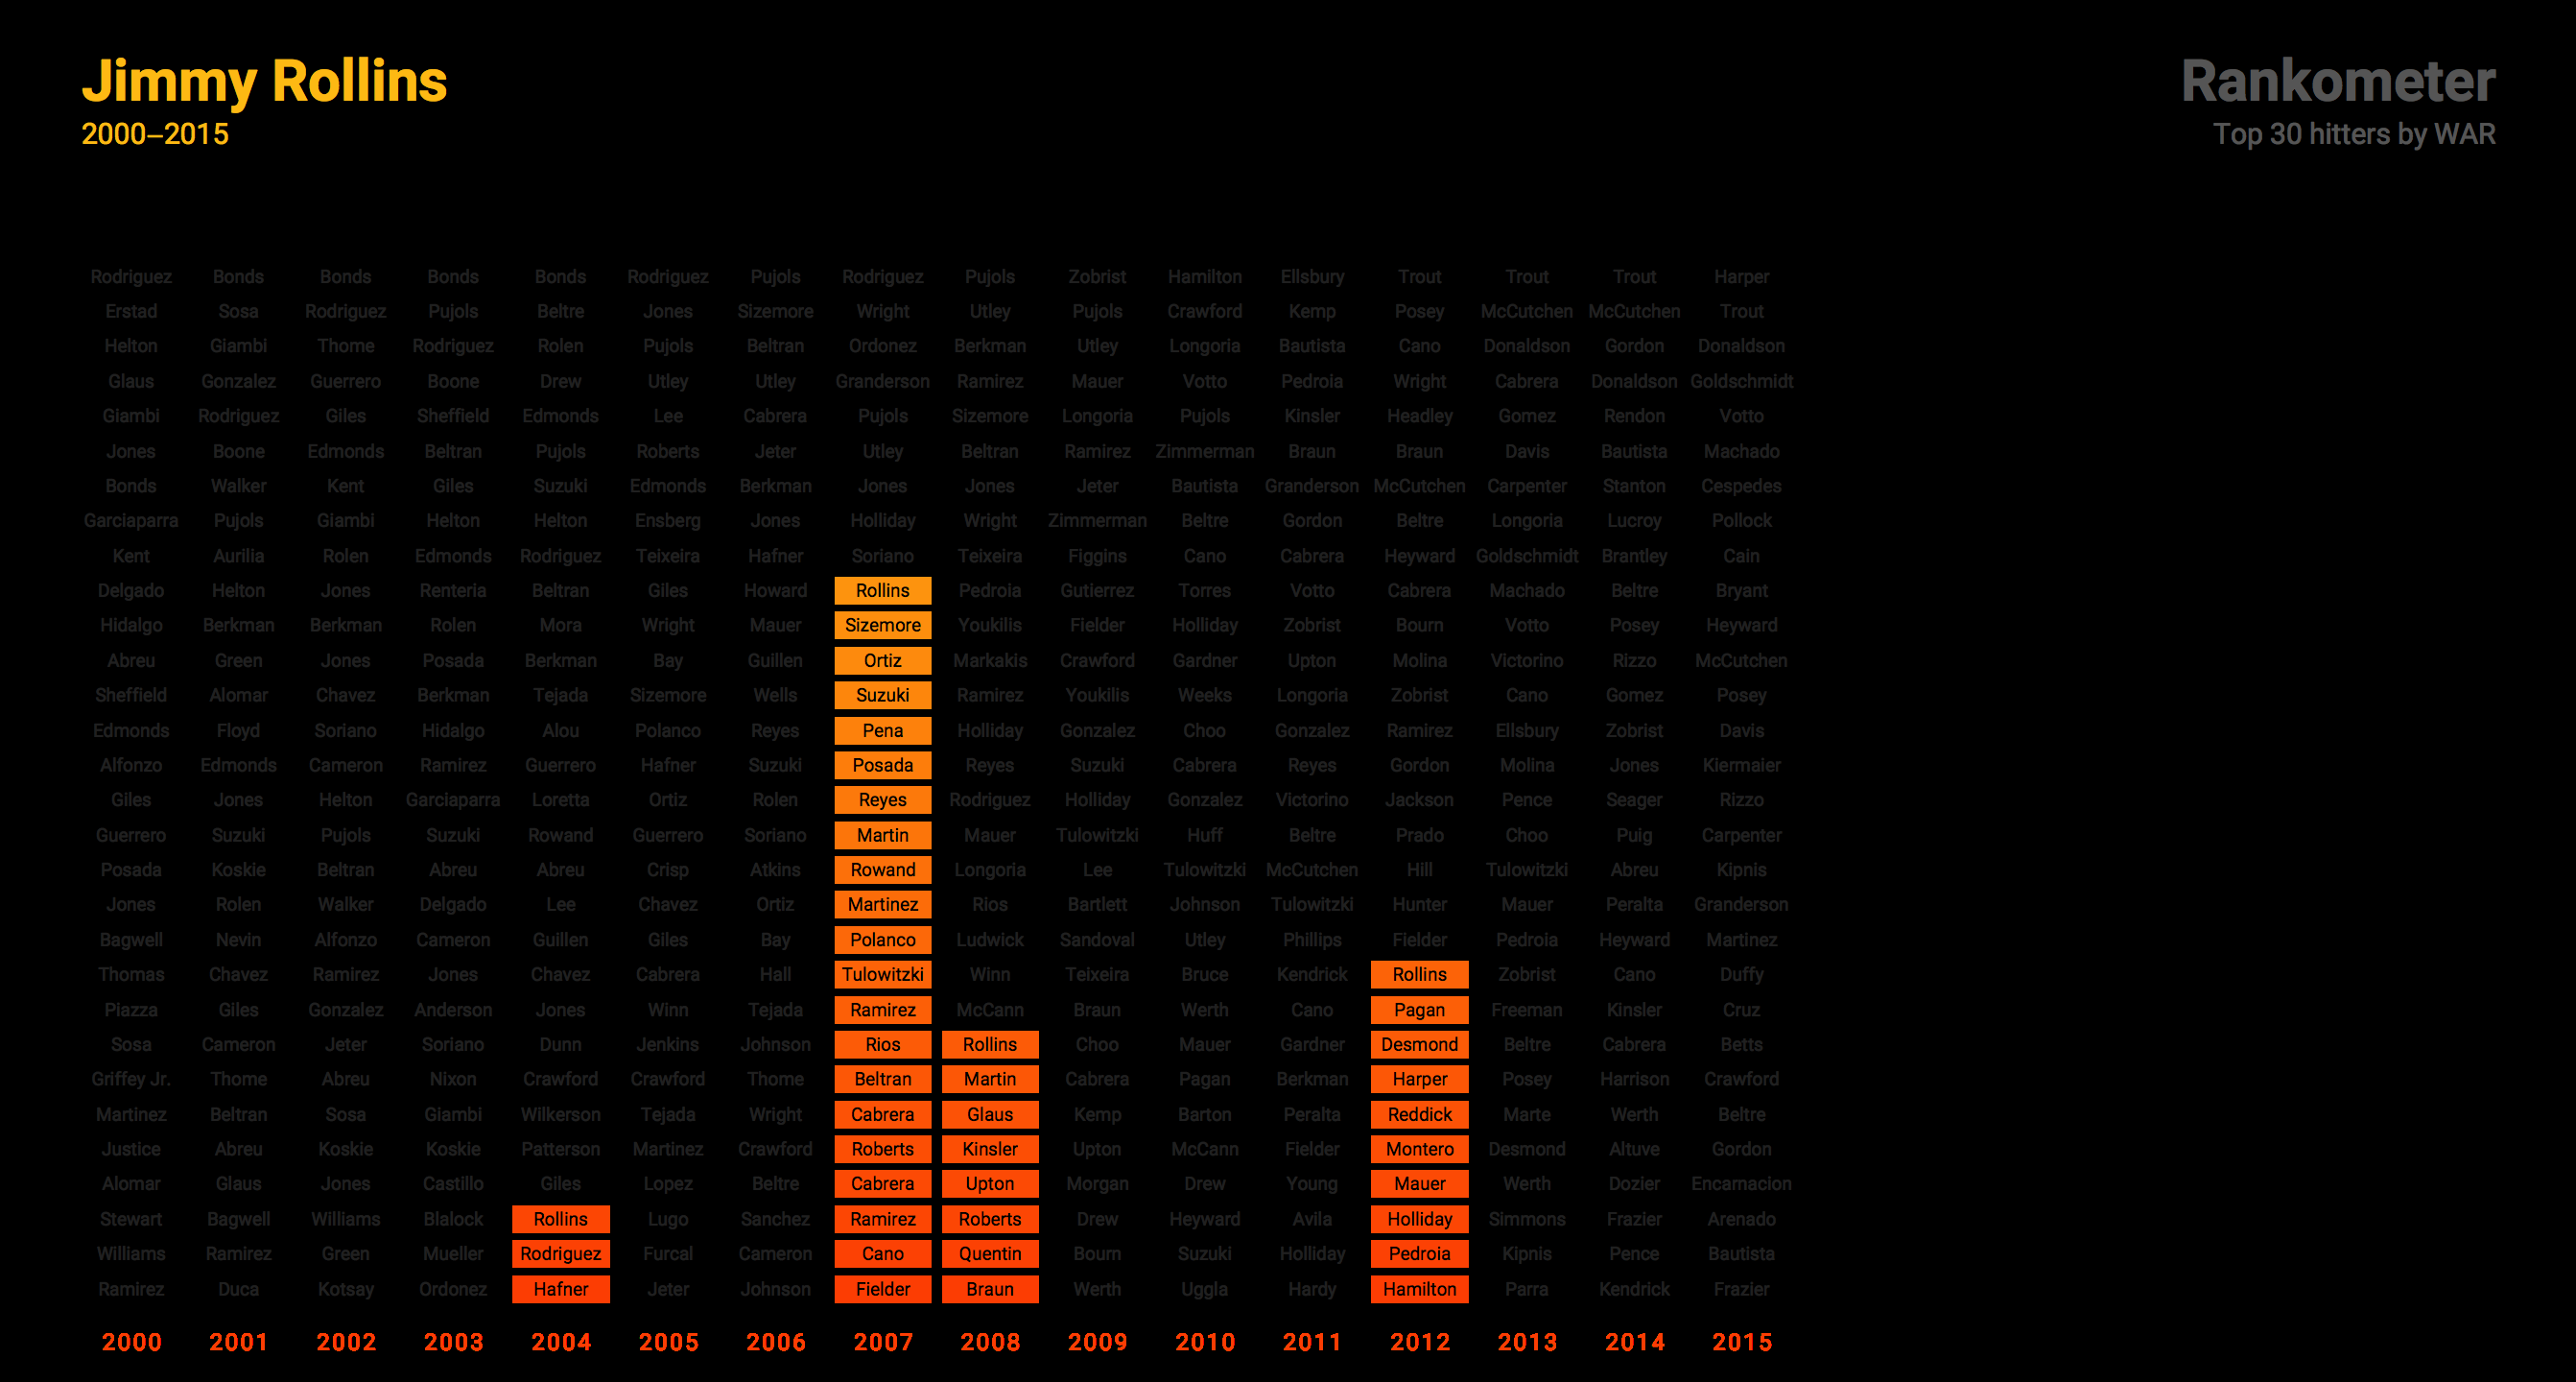 Jimmy Rollins
2000–2015
Rankometer
Top 30 hitters by WAR
Rodriguez Bonds Bonds Bonds Bonds Rodriguez Pujols Rodriguez Pujols Zobrist Hamilton Ellsbury Trout Trout Trout Harper
Erstad Sosa Rodriguez Pujols Beltre Jones Sizemore Wright Utley Pujols Crawford Kemp Posey McCutchen McCutchen Trout
Helton Giambi Thome Rodriguez Rolen Pujols Beltran Ordonez Berkman Utley Longoria Bautista Cano Donaldson Gordon Donaldson
Glaus Gonzalez Guerrero Boone Drew Utley Utley Granderson Ramirez Mauer Votto Pedroia Wright Cabrera Donaldson Goldschmidt
Giambi Rodriguez Giles Sheffield Edmonds Lee Cabrera Pujols Sizemore Longoria Pujols Kinsler Headley Gomez Rendon Votto
Jones Boone Edmonds Beltran Pujols Roberts Jeter Utley Beltran Ramirez Zimmerman Braun Braun Davis Bautista Machado
Bonds Walker Kent Giles Suzuki Edmonds Berkman Jones Jones Jeter Bautista Granderson McCutchen Carpenter Stanton Cespedes
Garciaparra Pujols Giambi Helton Helton Ensberg Jones Holliday Wright Zimmerman Beltre Gordon Beltre Longoria Lucroy Pollock
Kent Aurilia Rolen Edmonds Rodriguez Teixeira Hafner Soriano Teixeira Figgins Cano Cabrera Heyward Goldschmidt Brantley Cain
Delgado Helton Jones Renteria Beltran Giles Howard Rollins Pedroia Gutierrez Torres Votto Cabrera Machado Beltre Bryant
Hidalgo Berkman Berkman Rolen Mora Wright Mauer Sizemore Youkilis Fielder Holliday Zobrist Bourn Votto Posey Heyward
Abreu Green Jones Posada Berkman Bay Guillen Ortiz Markakis Crawford Gardner Upton Molina Victorino Rizzo McCutchen
Sheffield Alomar Chavez Berkman Tejada Sizemore Wells Suzuki Ramirez Youkilis Weeks Longoria Zobrist Cano Gomez Posey
Edmonds Floyd Soriano Hidalgo Alou Polanco Reyes Pena Holliday Gonzalez Choo Gonzalez Ramirez Ellsbury Zobrist Davis
Alfonzo Edmonds Cameron Ramirez Guerrero Hafner Suzuki Posada Reyes Suzuki Cabrera Reyes Gordon Molina Jones Kiermaier
Giles Jones Helton Garciaparra Loretta Ortiz Rolen Reyes Rodriguez Holliday Gonzalez Victorino Jackson Pence Seager Rizzo
Guerrero Suzuki Pujols Suzuki Rowand Guerrero Soriano Martin Mauer Tulowitzki Huff Beltre Prado Choo Puig Carpenter
Posada Koskie Beltran Abreu Abreu Crisp Atkins Rowand Longoria Lee Tulowitzki McCutchen Hill Tulowitzki Abreu Kipnis
Jones Rolen Walker Delgado Lee Chavez Ortiz Martinez Rios Bartlett Johnson Tulowitzki Hunter Mauer Peralta Granderson
Bagwell Nevin Alfonzo Cameron Guillen Giles Bay Polanco Ludwick Sandoval Utley Phillips Fielder Pedroia Heyward Martinez
Thomas Chavez Ramirez Jones Chavez Cabrera Hall Tulowitzki Winn Teixeira Bruce Kendrick Rollins Zobrist Cano Duffy
Piazza Giles Gonzalez Anderson Jones Winn Tejada Ramirez McCann Braun Werth Cano Pagan Freeman Kinsler Cruz
Sosa Cameron Jeter Soriano Dunn Jenkins Johnson Rios Rollins Choo Mauer Gardner Desmond Beltre Cabrera Betts
Griffey Jr. Thome Abreu Nixon Crawford Crawford Thome Beltran Martin Cabrera Pagan Berkman Harper Posey Harrison Crawford
Martinez Beltran Sosa Giambi Wilkerson Tejada Wright Cabrera Glaus Kemp Barton Peralta Reddick Marte Werth Beltre
Justice Abreu Koskie Koskie Patterson Martinez Crawford Roberts Kinsler Upton McCann Fielder Montero Desmond Altuve Gordon
Alomar Glaus Jones Castillo Giles Lopez Beltre Cabrera Upton Morgan Drew Young Mauer Werth Dozier Encarnacion
Stewart Bagwell Williams Blalock Rollins Lugo Sanchez Ramirez Roberts Drew Heyward Avila Holliday Simmons Frazier Arenado
Williams Ramirez Green Mueller Rodriguez Furcal Cameron Cano Quentin Bourn Suzuki Holliday Pedroia Kipnis Pence Bautista
Ramirez Duca Kotsay Ordonez Hafner Jeter Johnson Fielder Braun Werth Uggla Hardy Hamilton Parra Kendrick Frazier
2000 2001 2002 2003 2004 2005 2006 2007 2008 2009 2010 2011 2012 2013 2014 2015